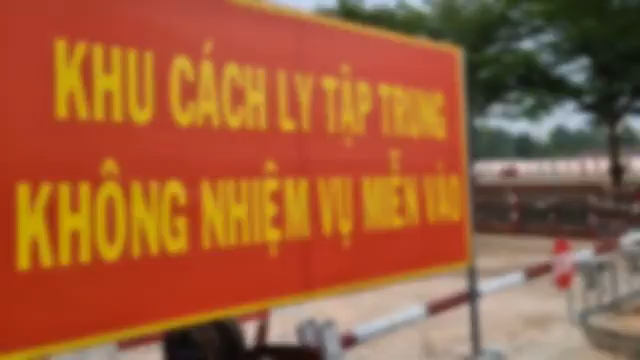 KHU CÁCH LY TẬP TRUNG
KHÔNG NHIỆM VỤ MIỄN VÀO